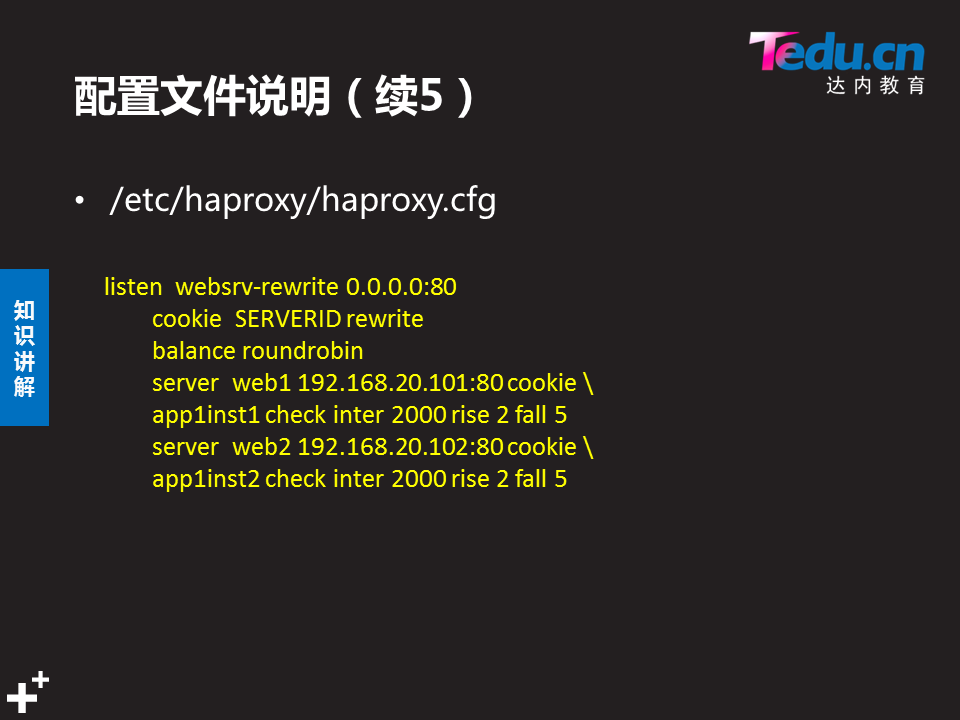 Tedu.cn
达内教育
配置文件说明（续5）
• /etc/haproxy/haproxy.cfg
listen  websrv-rewrite 0.0.0.0:80
cookie  SERVERID rewrite
balance roundrobin
server  web1 192.168.20.101:80 cookie \
app1inst1 check inter 2000 rise 2 fall 5
server  web2 192.168.20.102:80 cookie \
app1inst2 check inter 2000 rise 2 fall 5
知
识
讲
解